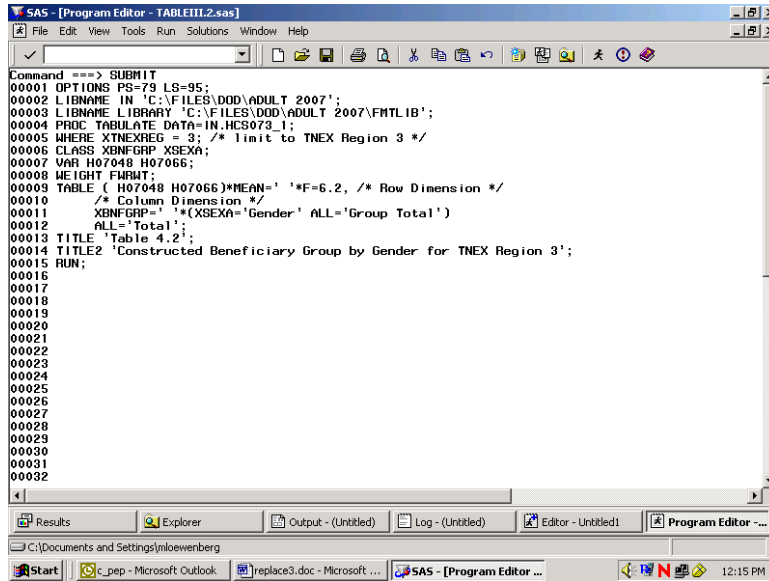 SAS - [Program Editor - TABLEIII.2.sas]
File Edit View Tools Run Solutions Window Help
Command ===> SUBMIT
00001 OPTIONS PS=79 LS=95;
00002 LIBNAME IN 'C:\FILES\DOD\ADULT 2007';
00003 LIBNAME LIBRARY 'C:\FILES\DOD\ADULT 2007\FMTLIB';
00004 PROC TABULATE DATA=IN.HCS073_1;
00005 WHERE XTNEXREG = 3; /* limit to TNEX Region 3 */
00006 CLASS XBNFGRP XSEXA;
00007 VAR H07048 H07066;
00008 WEIGHT FWRWT;
00009 TABLE ( H07048 H07066)*MEAN=' '*F=6.2, /* Row Dimension */
00010 /* Column Dimension */
00011 XBNFGRP=' '*(XSEXA='Gender' ALL='Group Total')
00012 ALL='Total';
00013 TITLE 'Table 4.2';
00014 TITLE2 'Constructed Beneficiary Group by Gender for TNEX Region 3';
00015 RUN;
00016
00017
00018
00019
00020
00021
00022
00023
00024
00025
00026
00027
00028
00029
00030
00031
00032
Results Explorer Output - (Untitled) Log - (Untitled) Editor - Untitled1 Program Editor -...
C:\Documents and Settings\mloewenberg
Start c_pep - Microsoft Outlook replace3.doc - Microsoft ... SAS - [Program Editor ... 12:15 PM